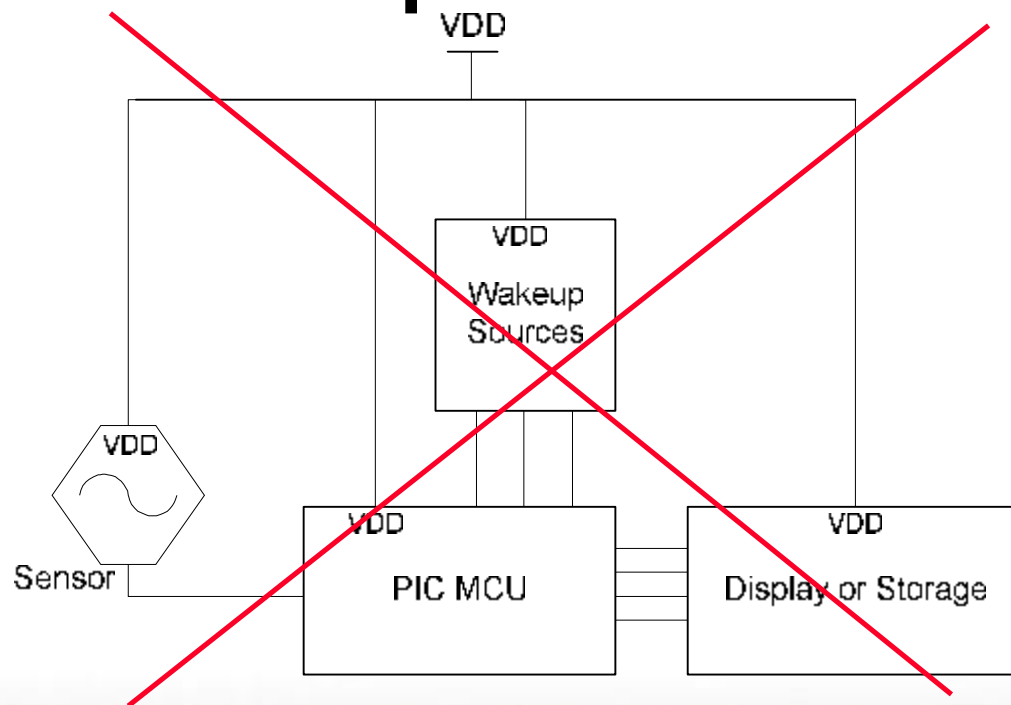 VDD
VDD
Wakeup
Sources
VDD
Sensor
VDD
PIC MCU
VDD
Display or Storage